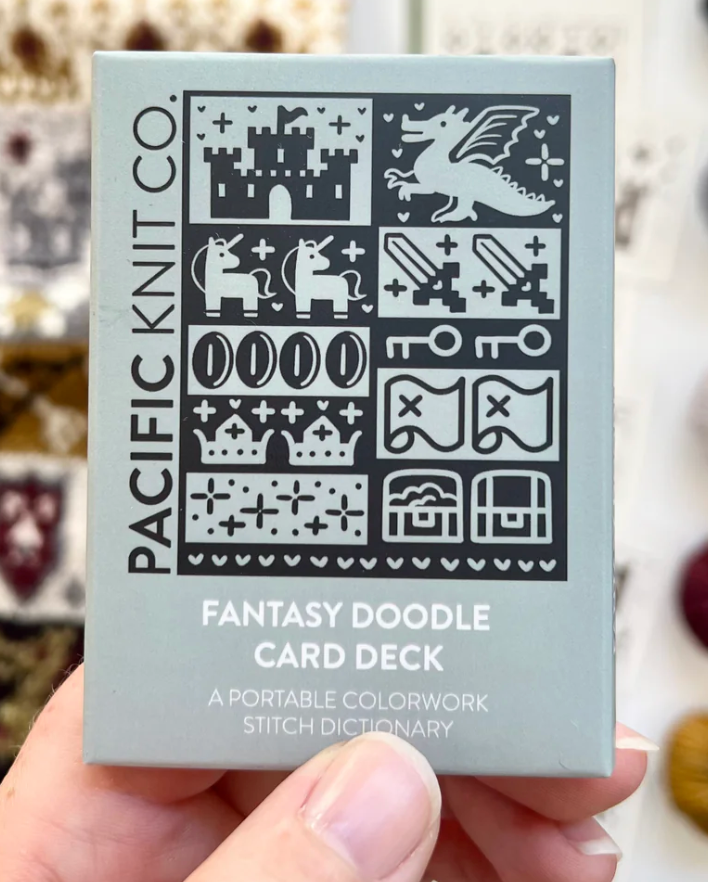 PACIFIC KNIT CO.
FANTASY DOODLE
CARD DECK
A PORTABLE COLORWORK
STITCH DICTIONARY